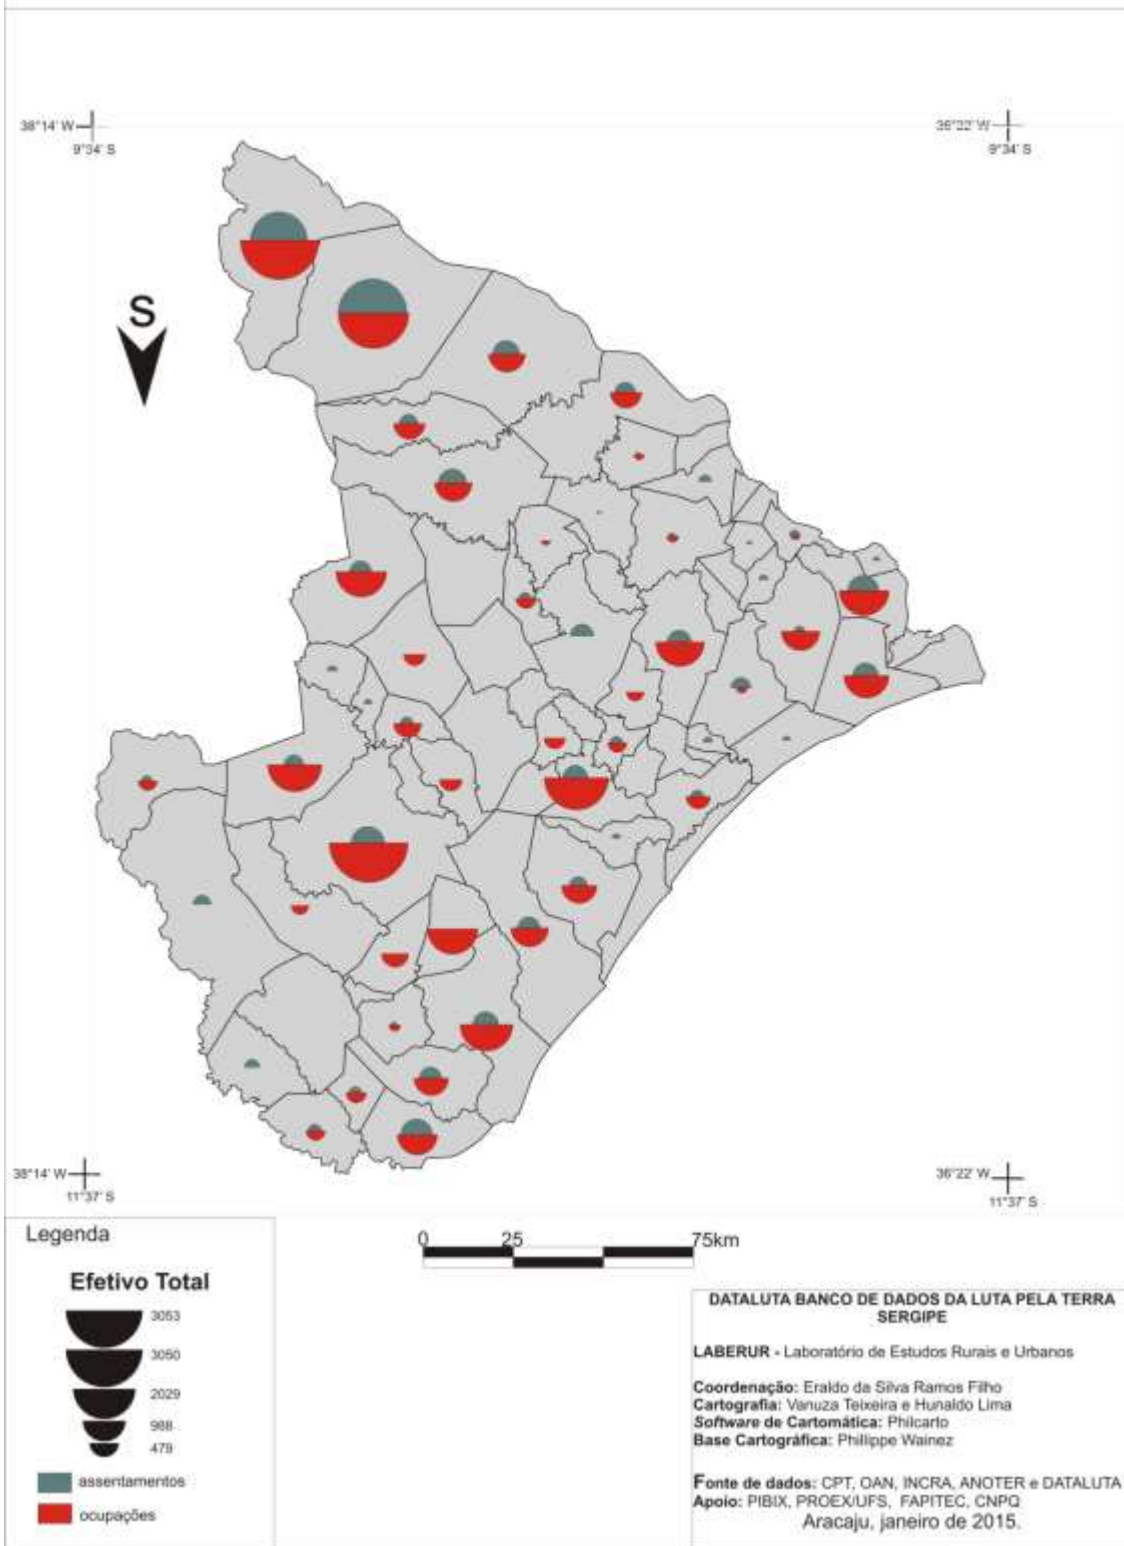 38°14' W
9°34' S
36°22' W
9°34' S
S
38°14' W
11°37' S
36°22' W
11°37' S
Legenda
Efetivo Total
3053
3050
2029
988
479
assentamentos
ocupações
0 25 75km
DATALUTA BANCO DE DADOS DA LUTA PELA TERRA
SERGIPE
LABERUR - Laboratório de Estudos Rurais e Urbanos
Coordenação: Eraldo da Silva Ramos Filho
Cartografia: Vanuza Teixeira e Hunaldo Lima
Software de Cartomática: Philcarto
Base Cartográfica: Phillippe Wainez
Fonte de dados: CPT, OAN, INCRA, ANOTER e DATALUTA
Apoio: PIBIX, PROEX/UFS, FAPITEC, CNPQ
Aracaju, janeiro de 2015.